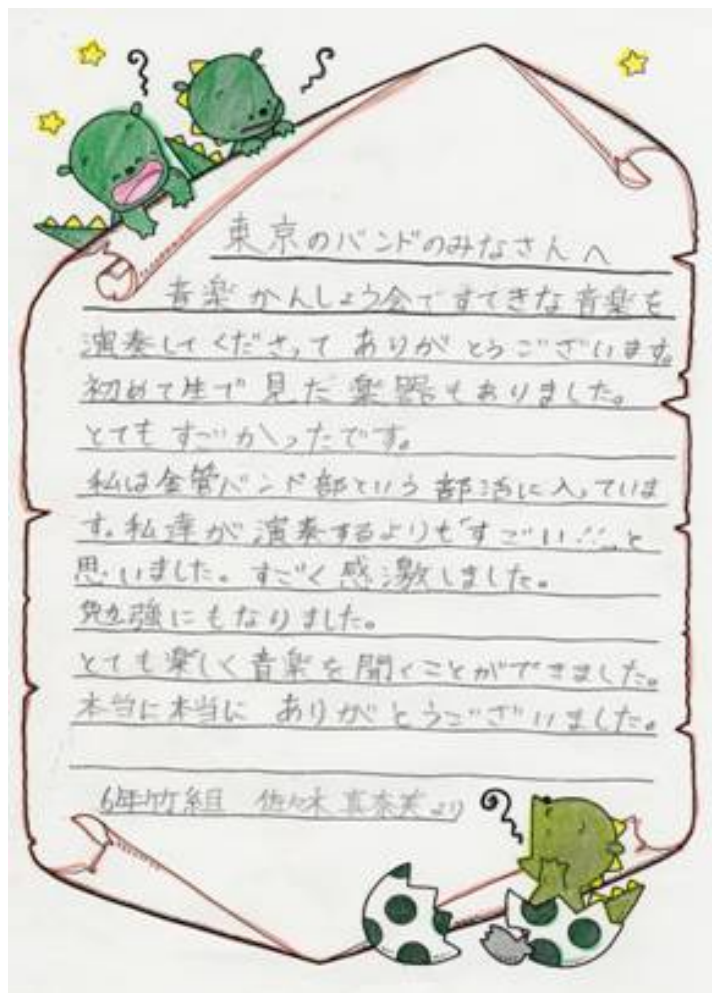 東京のバンドのみなさんへ
音楽かんしょう会ですてきな音楽を
演奏してくださってありがとうございます。
初めて生で見た楽器もありました。
とてもすごかったです。
私は金管バンド部という部活に入っていま
す。私達が演奏するよりも「すごい!!」と
思いました。すごく感激しました。
勉強にもなりました。
とても楽しく音楽を聞くことができました。
本当に本当に ありがとうございました。
6年竹組 佐々木真奈美より